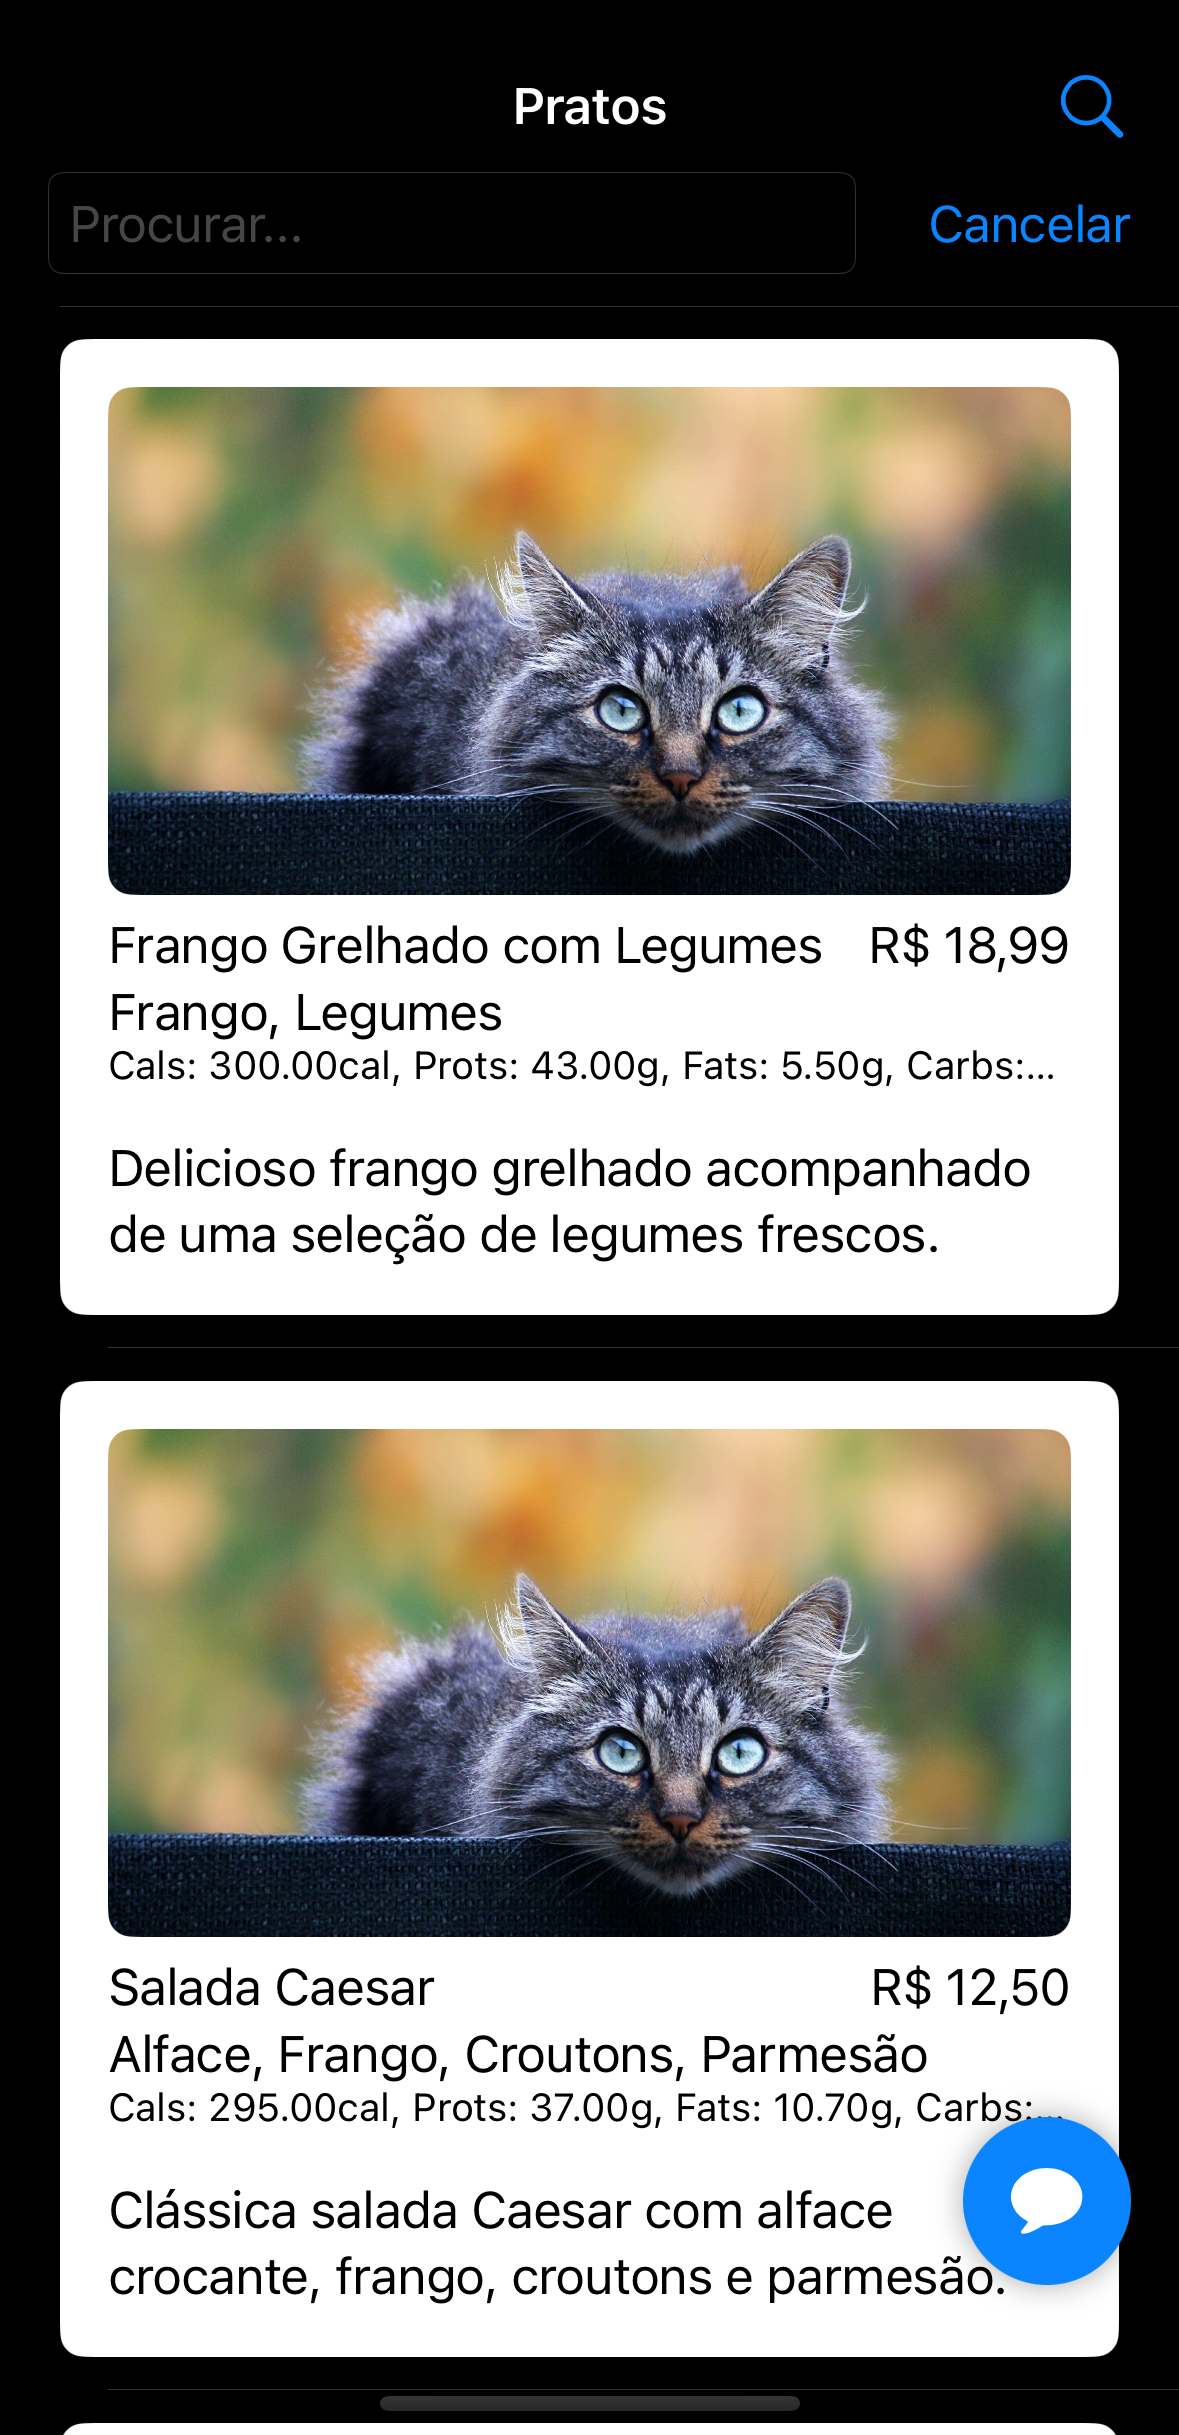 Pratos
Procurar...
Cancelar
Frango Grelhado com Legumes R$ 18,99
Frango, Legumes
Cals: 300.00cal, Prots: 43.00g, Fats: 5.50g, Carbs:...
Delicioso frango grelhado acompanhado
de uma seleção de legumes frescos.
Salada Caesar R$ 12,50
Alface, Frango, Croutons, Parmesão
Cals: 295.00cal, Prots: 37.00g, Fats: 10.70g, Carbs:...
Clássica salada Caesar com alface
crocante, frango, croutons e parmesão.